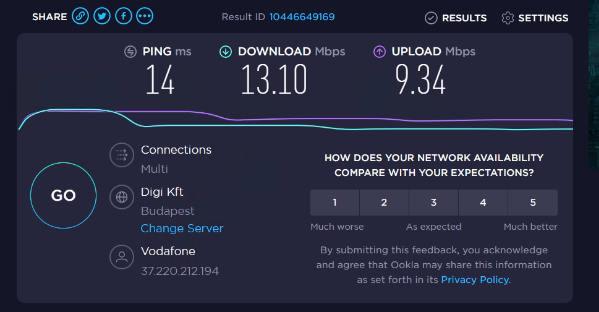 SHARE
Result ID 10446649169
RESULTS
SETTINGS
PING ms
14
DOWNLOAD Mbps
13.10
UPLOAD Mbps
9.34
GO
Connections
Multi
Digi Kft
Budapest
Change Server
Vodafone
37.220.212.194
HOW DOES YOUR NETWORK AVAILABILITY
COMPARE WITH YOUR EXPECTATIONS?
1 2 3 4 5
Much worse As expected Much better
By submitting this feedback, you acknowledge
and agree that Ookla may share this information
as set forth in its Privacy Policy.